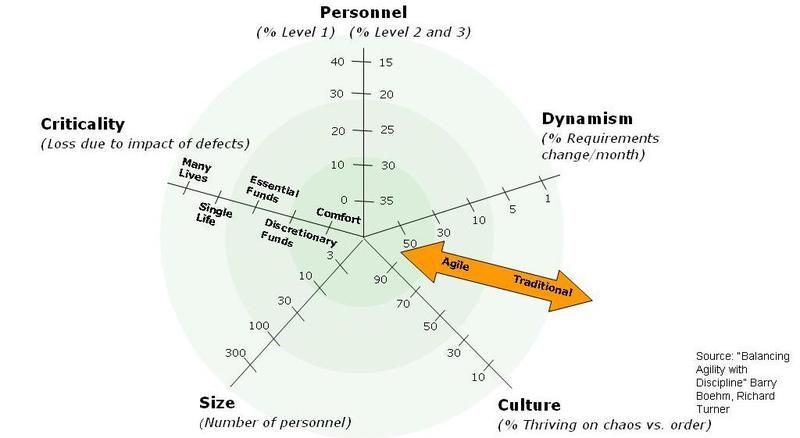 Personnel
(% Level 1) (% Level 2 and 3)
40 15
30 20
20 25
10 30
0 35
Criticality
(Loss due to impact of defects)
Many
Lives
Single
Life
Essential
Funds
Discretionary
Funds
Comfort
Dynamism
(% Requirements
change/month)
1
5
10
30
50
Agile
Traditional
3
10
30
100
300
Size
(Number of personnel)
90
70
50
30
10
Culture
(% Thriving on chaos vs. order)
Source: "Balancing
Agility with
Discipline" Barry
Boehm, Richard
Turner